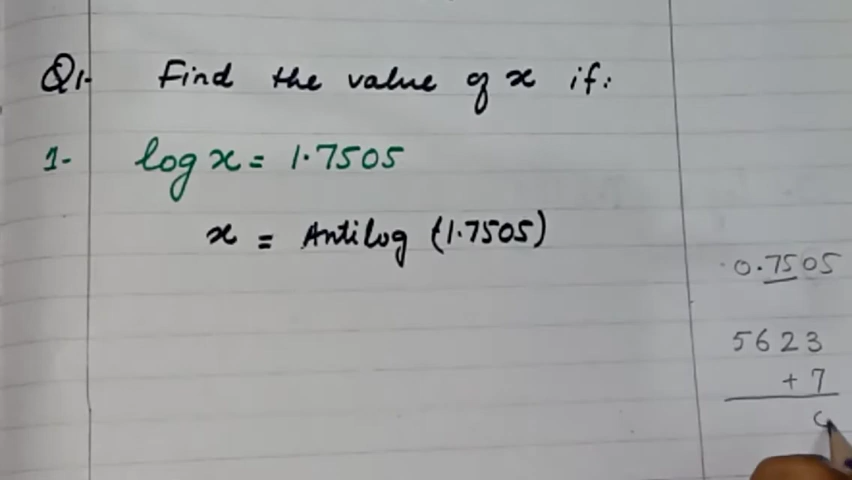 Q1- Find the value of x if:
1- log x = 1.7505
x = Antilog (1.7505)
0.7505
5623
+ 7